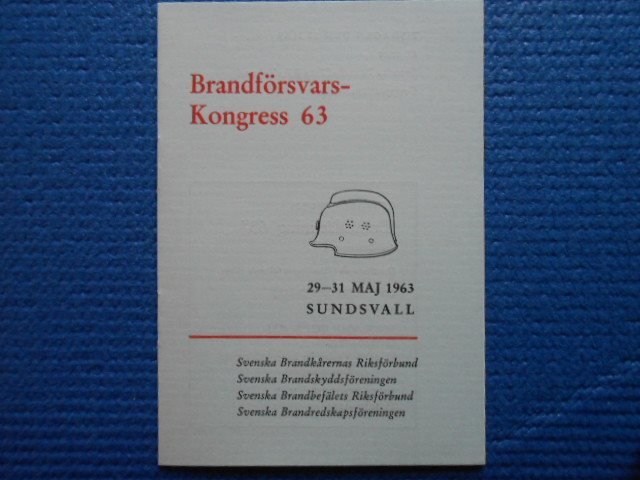 Brandförsvars-
Kongress 63
29–31 MAJ 1963
SUNDSVALL
Svenska Brandkårernas Riksförbund
Svenska Brandskyddsföreningen
Svenska Brandbefälets Riksförbund
Svenska Brandredskapsföreningen